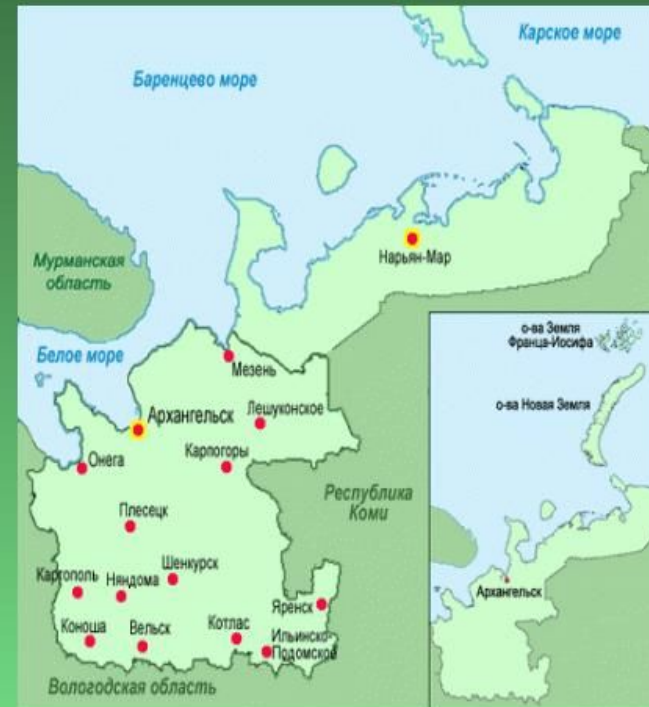 Карское море
Баренцево море
Нарьян-Мар
Мурманская
область
Белое море
Мезень
Архангельск
Лешуконское
Онега
Карпогоры
Плесецк
Республика
Коми
Шенкурск
Каргополь
Няндома
Яренск
Коноша
Вельск
Котлас
Ильинско-
Подомское
Вологодская область
о-ва Земля
Франца-Иосифа
о-ва Новая Земля
Архангельск